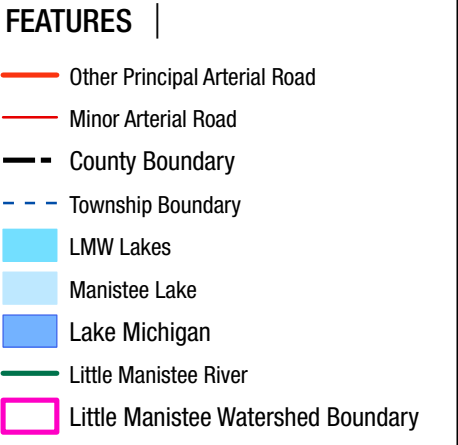 FEATURES
Other Principal Arterial Road
Minor Arterial Road
County Boundary
Township Boundary
LMW Lakes
Manistee Lake
Lake Michigan
Little Manistee River
Little Manistee Watershed Boundary